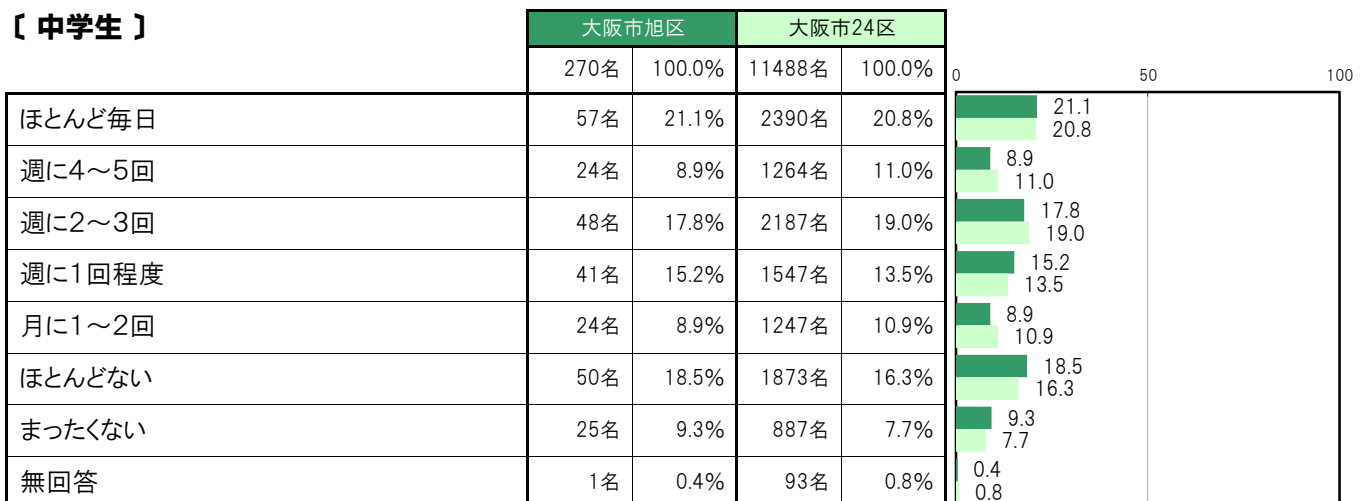 〔 中学生 〕
大阪市旭区 大阪市24区
270名 100.0% 11488名 100.0% 0 50 100
ほとんど毎日 57名 21.1% 2390名 20.8% 21.1
20.8
週に4～5回 24名 8.9% 1264名 11.0% 8.9
11.0
週に2～3回 48名 17.8% 2187名 19.0% 17.8
19.0
週に1回程度 41名 15.2% 1547名 13.5% 15.2
13.5
月に1～2回 24名 8.9% 1247名 10.9% 8.9
10.9
ほとんどない 50名 18.5% 1873名 16.3% 18.5
16.3
まったくない 25名 9.3% 887名 7.7% 9.3
7.7
無回答 1名 0.4% 93名 0.8% 0.4
0.8